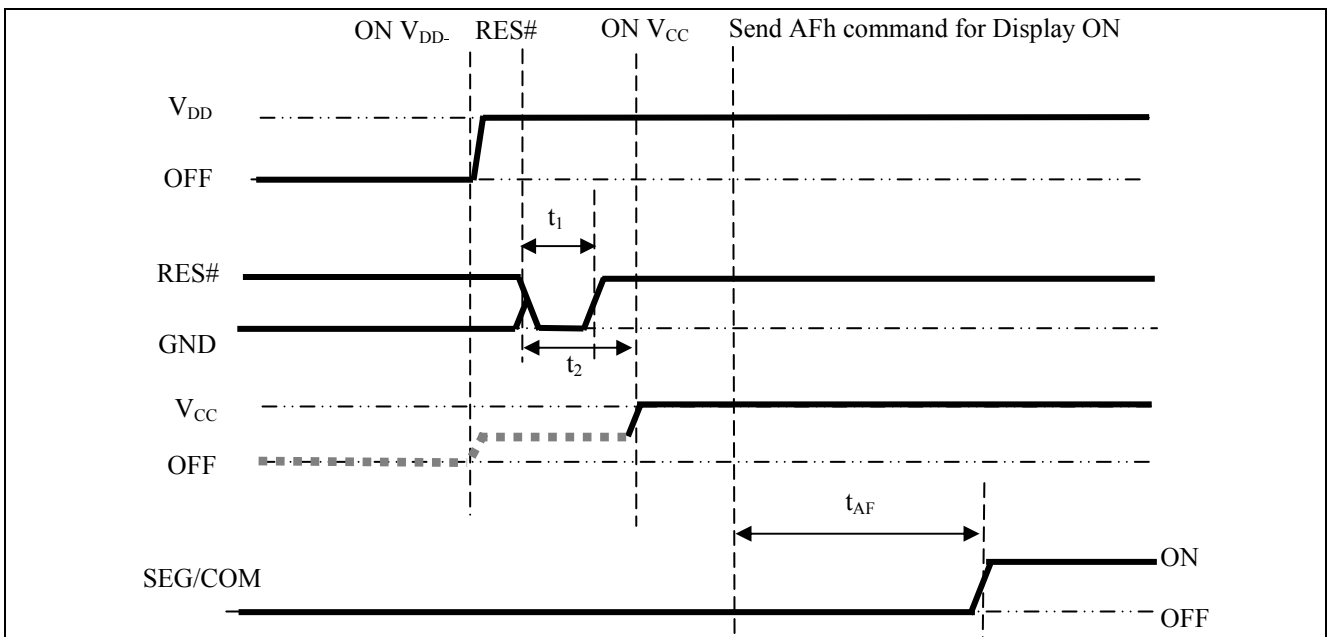 ON VDD- RES# ON VCC Send AFh command for Display ON
VDD
OFF
t1
RES#
GND
t2
VCC
OFF
tAF
SEG/COM
ON
OFF